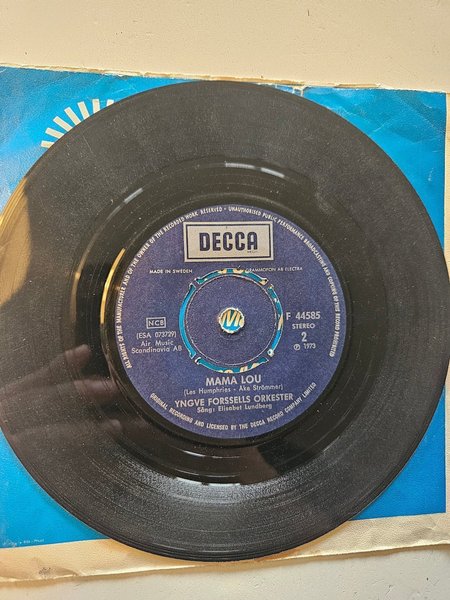 ALL RIGHTS OF THE MANUFACTURER AND OF THE OWNER OF THE RECORDED WORK RESERVED - UNAUTHORISED PUBLIC PERFORMANCE BROADCASTING AND COPYING OF THIS RECORD PROHIBITED
DECCA
MADE IN SWEDEN
GRAMMOFON AB ELECTRA
NCB
(ESA 073729)
Air Music
Scandinavia AB
F 44585
STEREO
2
℗ 1973
MAMA LOU
(Les Humphries - Åke Strömmer)
YNGVE FORSSELLS ORKESTER
Sång: Elisabet Lundberg
ORIGINAL RECORDING AND LICENSED BY THE DECCA RECORD COMPANY LIMITED